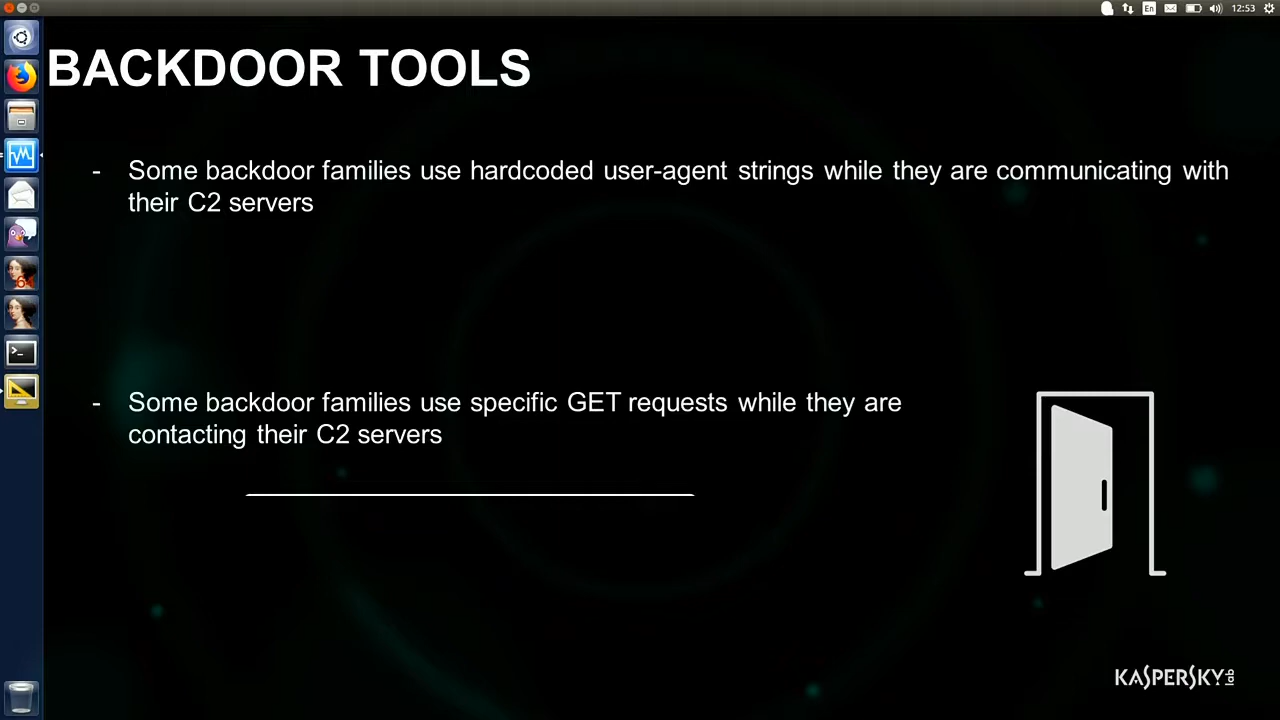 En
12:53
BACKDOOR TOOLS
- Some backdoor families use hardcoded user-agent strings while they are communicating with
their C2 servers
- Some backdoor families use specific GET requests while they are
contacting their C2 servers
KASPERSKY lab